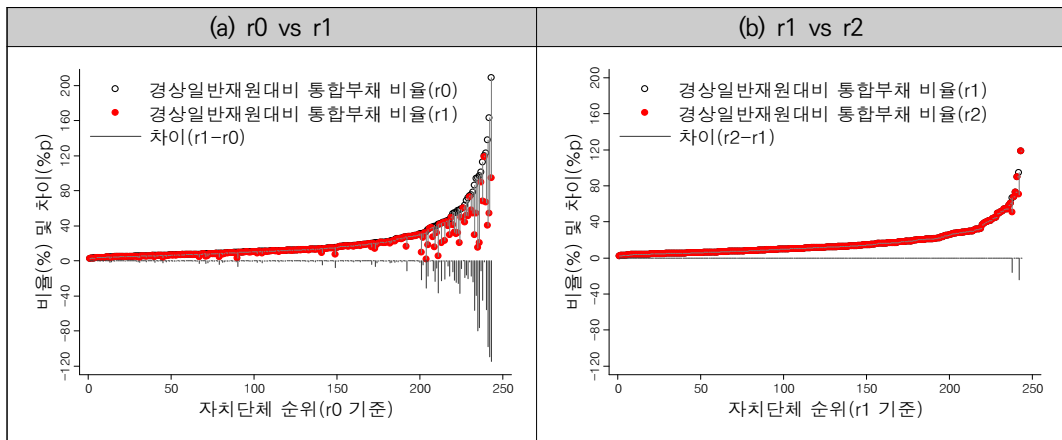 (a) r0 vs r1
(b) r1 vs r2
비율(%) 및 차이(%p)
200
160
120
80
40
0
-40
-80
-120
경상일반재원대비 통합부채 비율(r0)
경상일반재원대비 통합부채 비율(r1)
차이(r1-r0)
0 50 100 150 200 250
자치단체 순위(r0 기준)
비율(%) 및 차이(%p)
200
160
120
80
40
0
-40
-80
-120
경상일반재원대비 통합부채 비율(r1)
경상일반재원대비 통합부채 비율(r2)
차이(r2-r1)
0 50 100 150 200 250
자치단체 순위(r1 기준)